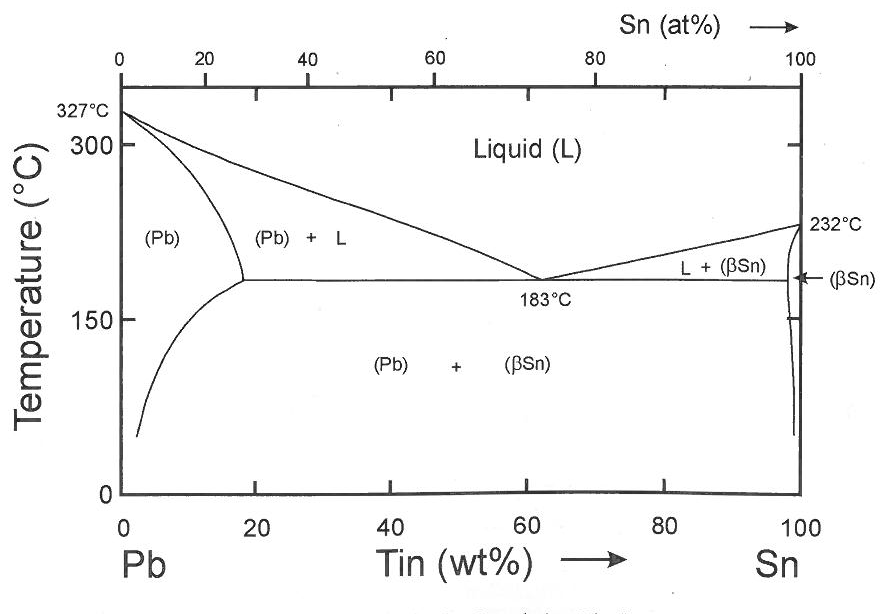 Sn (at%)
0 20 40 60 80 100
327°C
300
Liquid (L)
(Pb)
(Pb) + L
232°C
L + (βSn)
(βSn)
183°C
150
(Pb) + (βSn)
0
Temperature (°C)
0 20 40 60 80 100
Pb Tin (wt%) Sn